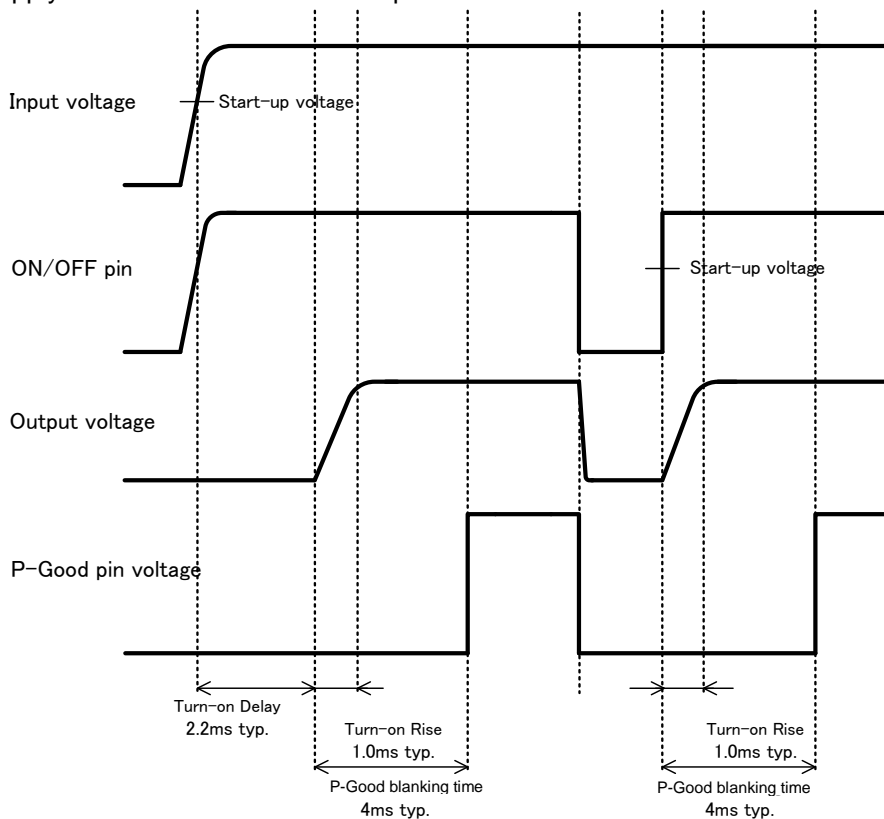 Input voltage
Start-up voltage
ON/OFF pin
Start-up voltage
Output voltage
P-Good pin voltage
Turn-on Delay
2.2ms typ.
Turn-on Rise
1.0ms typ.
Turn-on Rise
1.0ms typ.
P-Good blanking time
4ms typ.
P-Good blanking time
4ms typ.